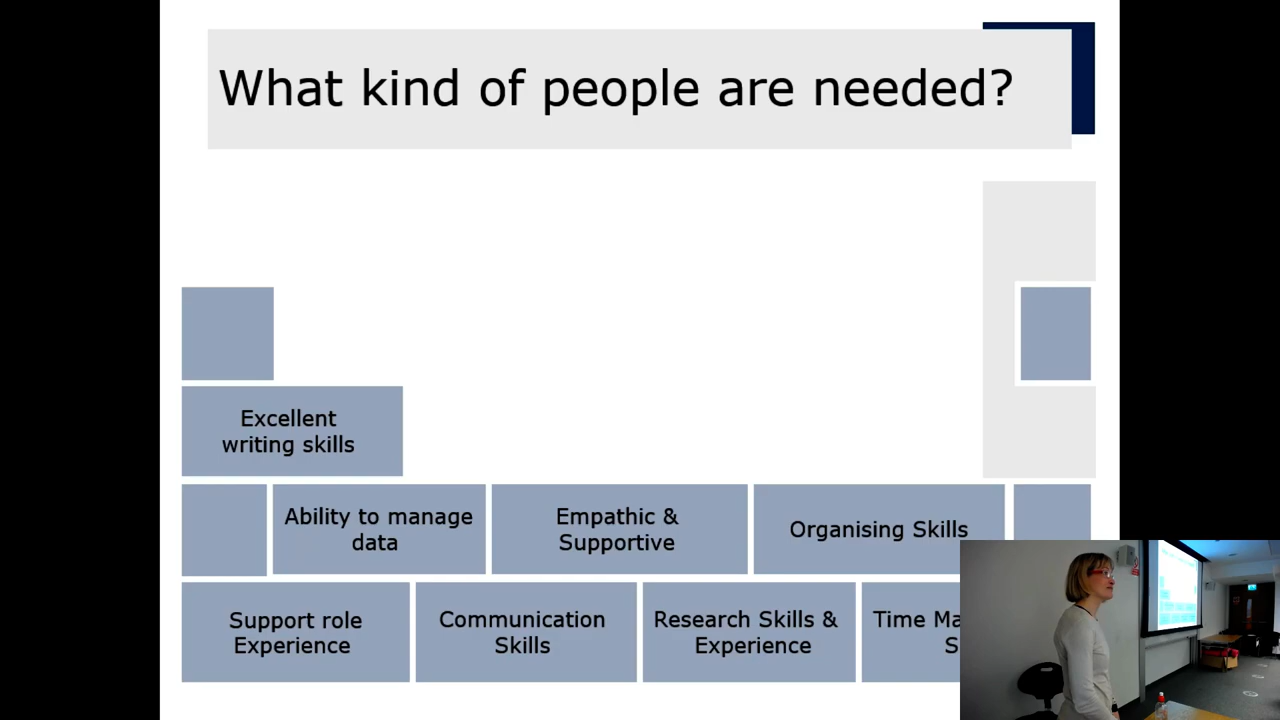 What kind of people are needed?
Excellent
writing skills
Ability to manage
data
Empathic &
Supportive
Organising Skills
Support role
Experience
Communication
Skills
Research Skills &
Experience
Time